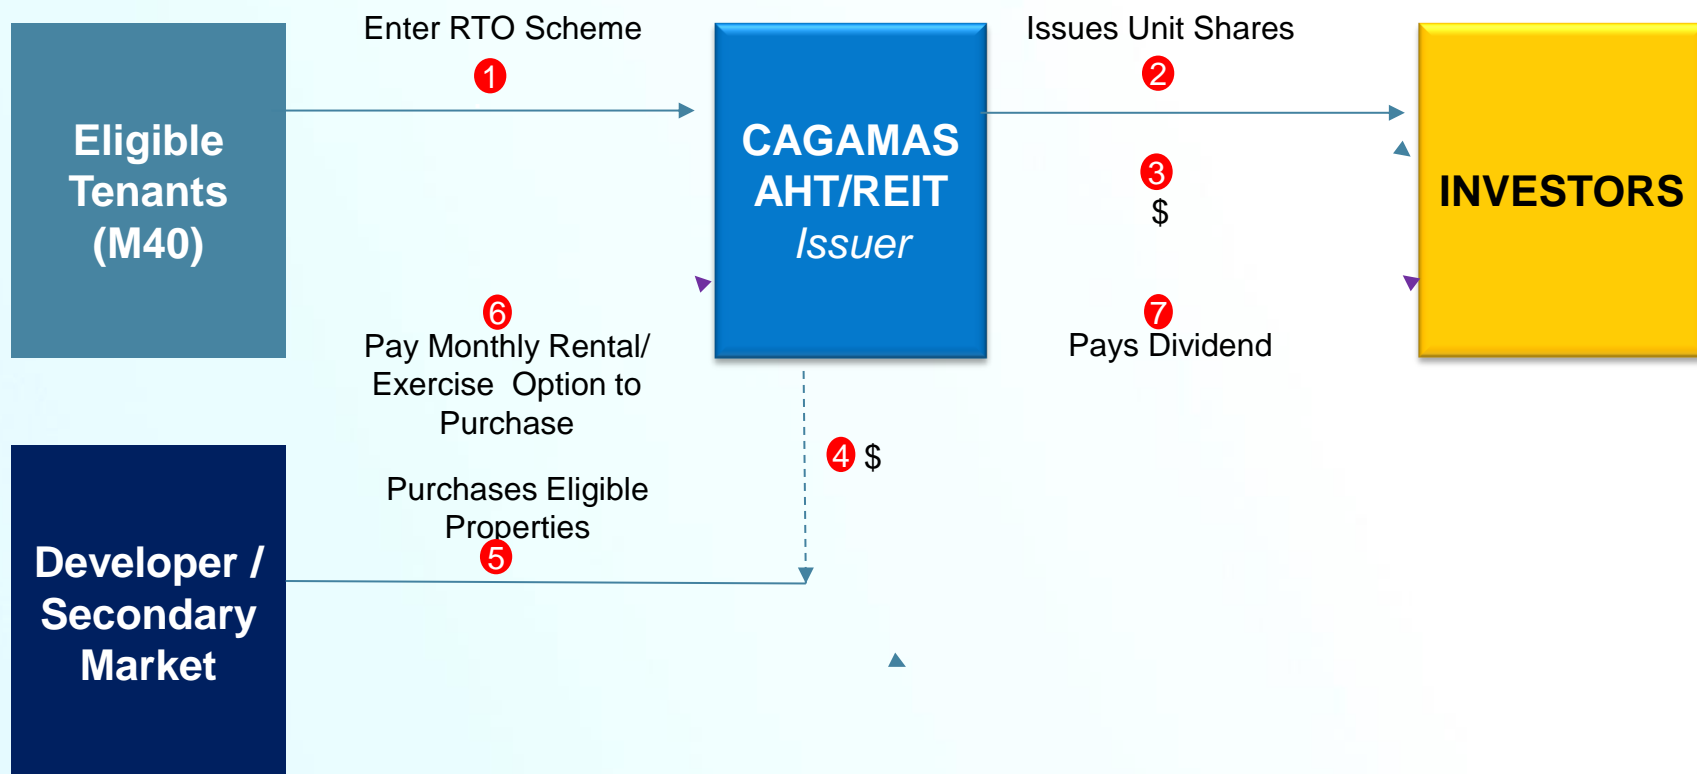 Enter RTO Scheme
1
Eligible
Tenants
(M40)
CAGAMAS
AHT/REIT
Issuer
Issues Unit Shares
2
3
$
INVESTORS
6
Pay Monthly Rental/
Exercise Option to
Purchase
7
Pays Dividend
4 $
Purchases Eligible
Properties
5
Developer /
Secondary
Market